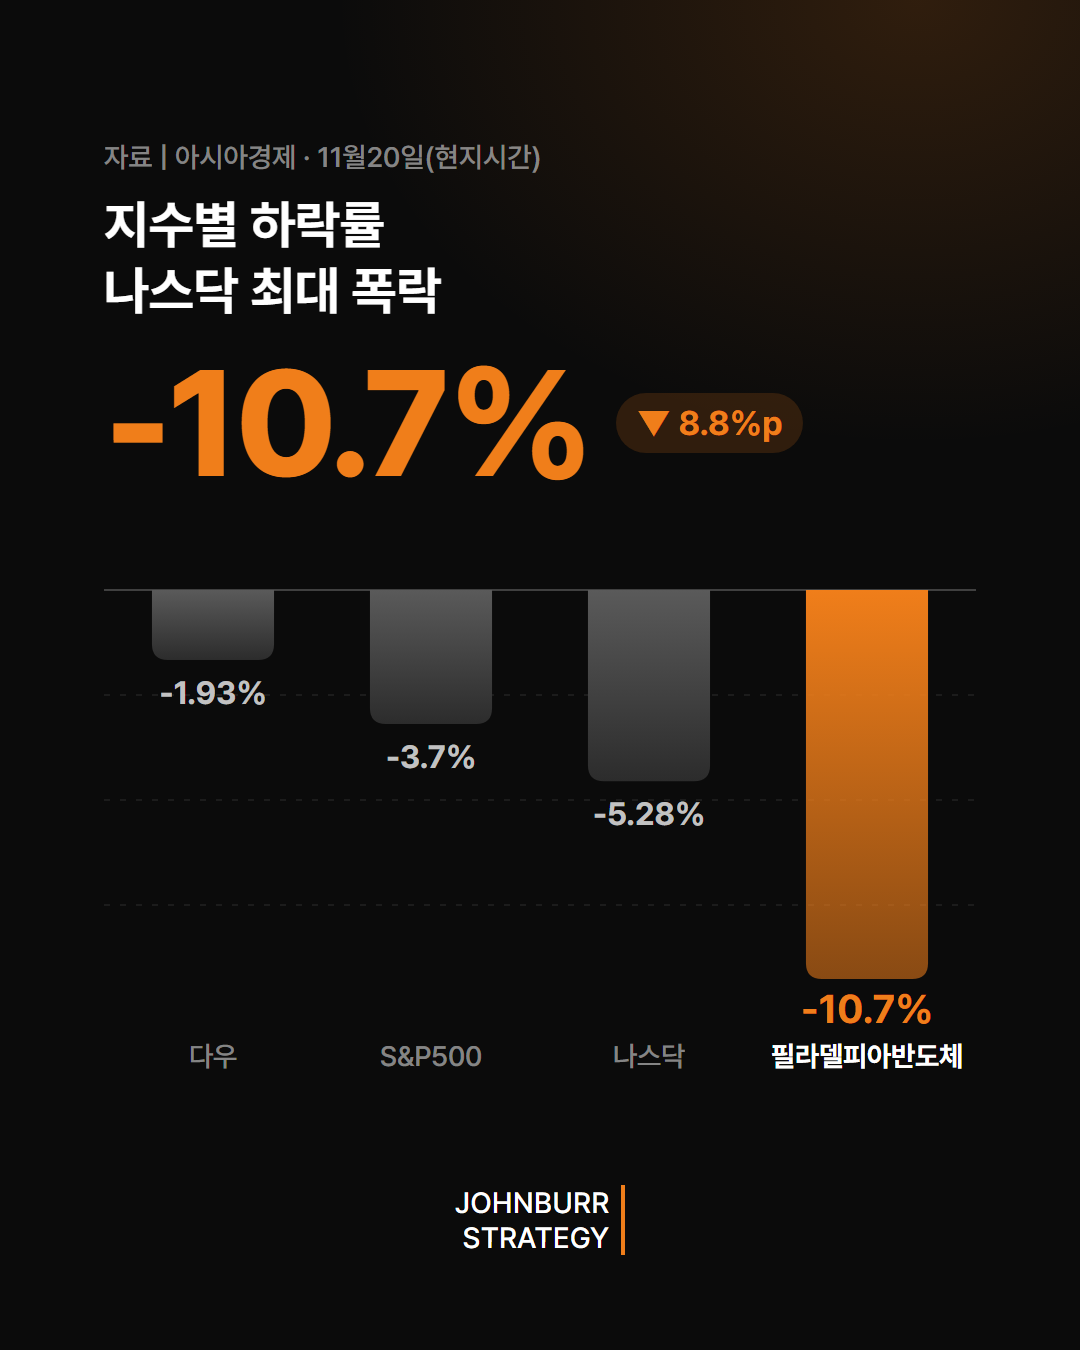 자료 | 아시아경제 · 11월20일(현지시간)
지수별 하락률
나스닥 최대 폭락
-10.7%
▼ 8.8%p
-1.93%
-3.7%
-5.28%
-10.7%
다우
S&P500
나스닥
필라델피아반도체
JOHNBURR
STRATEGY